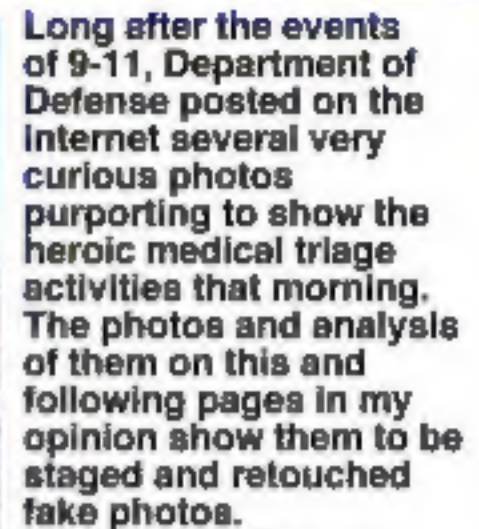 Long after the events
of 9-11, Department of
Defense posted on the
internet several very
curious photos
purporting to show the
heroic medical triage
activities that morning.
The photos and analysis
of them on this and
following pages in my
opinion show them to be
staged and retouched
fake photos.